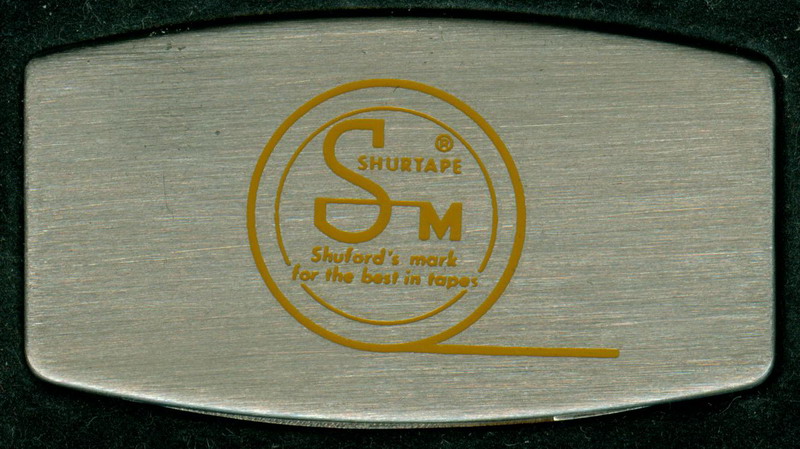 ®
SHURTAPE
S M
Shuford's mark
for the best in tapes